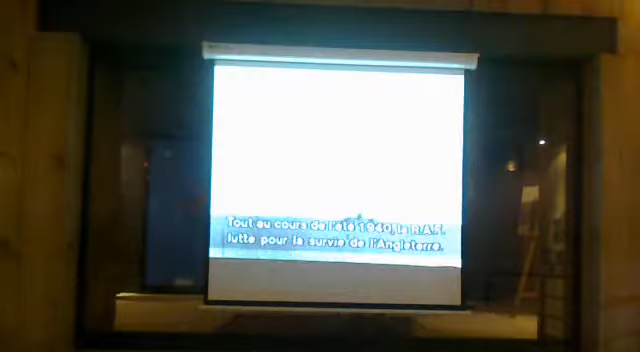 Tout au cours de l'été 1940, la R.A.F.
lutte pour la survie de l'Angleterre.